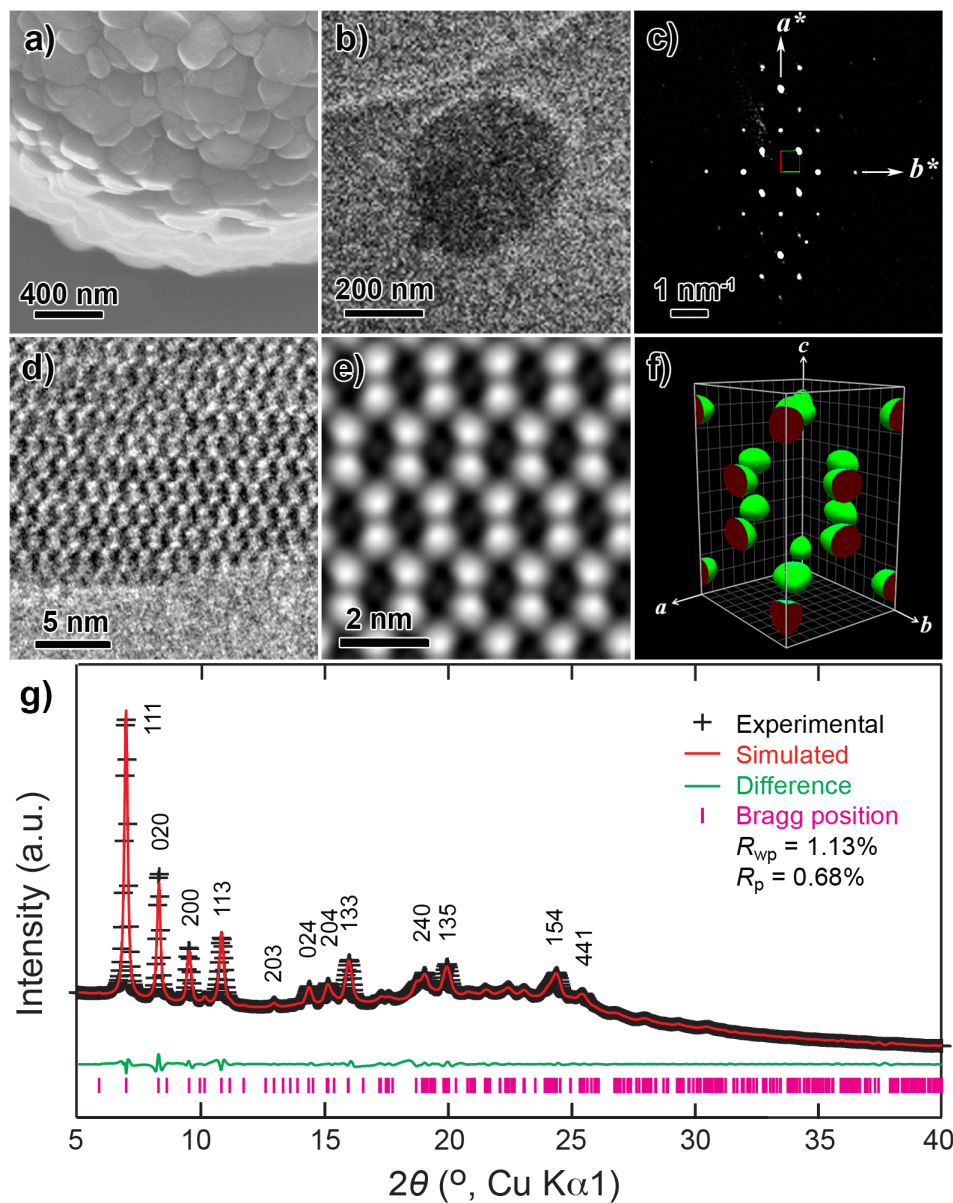 a)
400 nm
b)
200 nm
c)
a*
b*
1 nm-1
d)
5 nm
e)
2 nm
f)
c
a
b
g)
Intensity (a.u.)
111
020
200
113
203
024
204
133
240
135
154
441
Experimental
Simulated
Difference
Bragg position
Rwp = 1.13%
Rp = 0.68%
5 10 15 20 25 30 35 40
2θ (º, Cu Kα1)